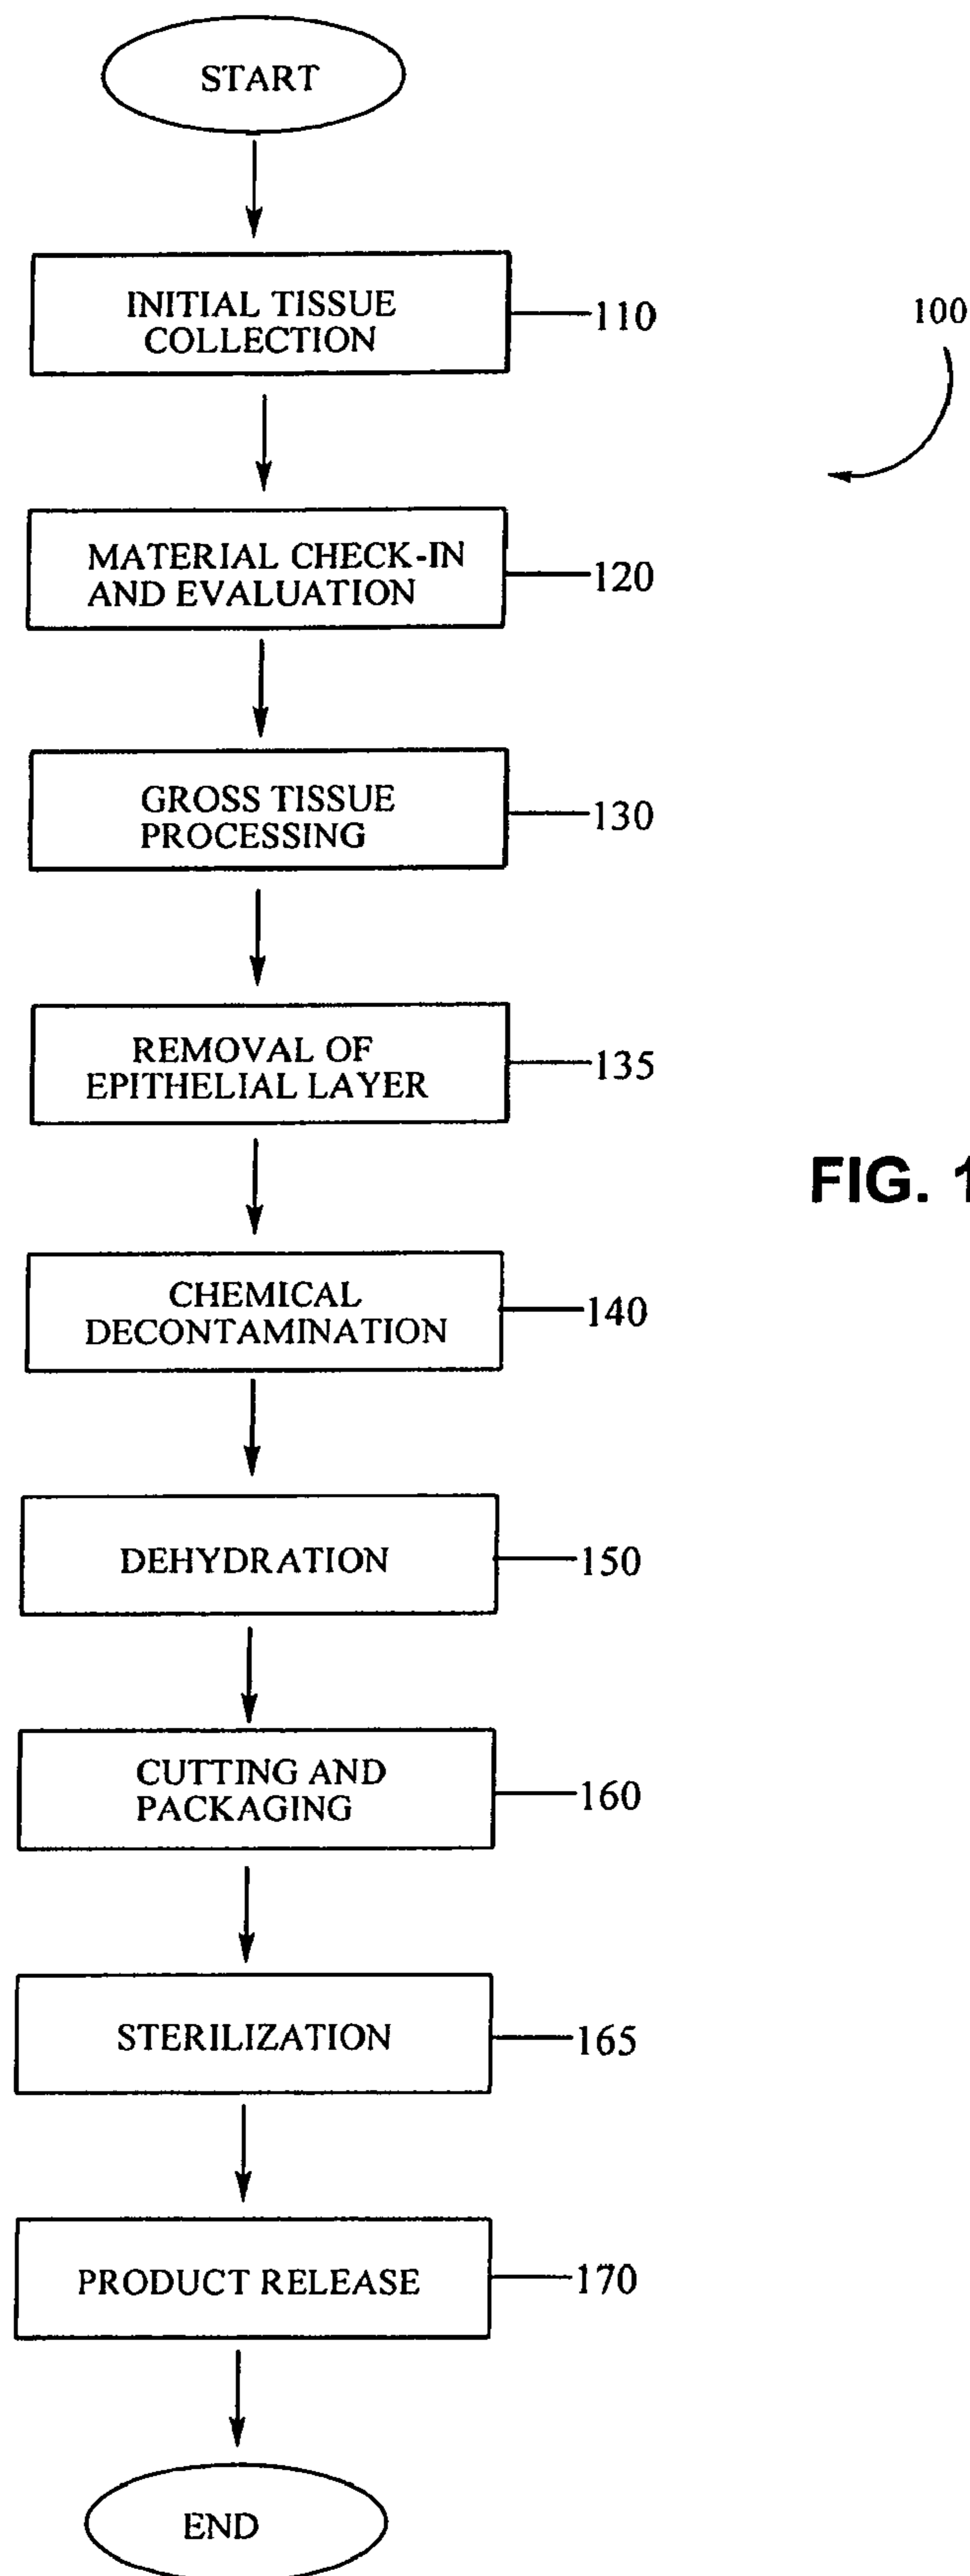 START
INITIAL TISSUE
COLLECTION
110
100
MATERIAL CHECK-IN
AND EVALUATION
120
GROSS TISSUE
PROCESSING
130
REMOVAL OF
EPITHELIAL LAYER
135
FIG. 1
CHEMICAL
DECONTAMINATION
140
DEHYDRATION
150
CUTTING AND
PACKAGING
160
STERILIZATION
165
PRODUCT RELEASE
170
END